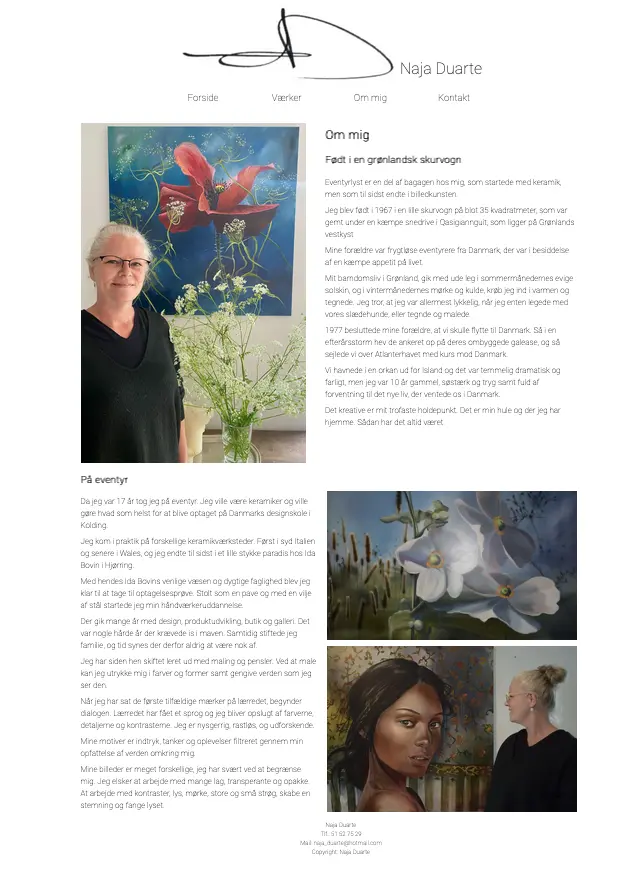 Naja Duarte
Forside Værker Om mig Kontakt
Om mig
Født i en grønlandsk skurvogn
Eventyrlyst er en del af bagagen hos mig, som startede med keramik,
men som til sidst endte i billedkunsten.
Jeg blev født i 1967 i en lille skurvogn på blot 35 kvadratmeter, som var
gemt under en kæmpe snedrive i Qasigiannguit, som ligger på Grønlands
vestkyst
Mine forældre var frygtløse eventyrere fra Danmark, der var i besiddelse
af en kæmpe appetit på livet.
Mit barndomsliv i Grønland, gik med ude leg i sommermånedernes evige
solskin, og i vintermånedernes mørke og kulde, krøb jeg ind i varmen og
tegnede. Jeg tror, at jeg var allermest lykkelig, når jeg enten legede med
vores slædehunde, eller tegnde og malede.
1977 besluttede mine forældre, at vi skulle flytte til Danmark. Så i en
efterårsstorm hev de ankeret op på deres ombyggede galease, og så
sejlede vi over Atlanterhavet med kurs mod Danmark.
Vi havnede i en orkan ud for Island og det var temmelig dramatisk og
farligt, men jeg var 10 år gammel, søstærk og tryg samt fuld af
forventning til det nye liv, der ventede os i Danmark.
Det kreative er mit trofaste holdepunkt. Det er min hule og der jeg har
hjemme. Sådan har det altid været.
På eventyr
Da jeg var 17 år tog jeg på eventyr. Jeg ville være keramiker og ville
gøre hvad som helst for at blive optaget på Danmarks designskole i
Kolding.
Jeg kom i praktik på forskellige keramikværksteder. Først i syd Italien
og senere i Wales, og jeg endte til sidst i et lille stykke paradis hos Ida
Bovin i Hjørring.
Med hendes Ida Bovins venlige væsen og dygtige faglighed blev jeg
klar til at tage til optagelsesprøve. Stolt som en pave og med en vilje
af stål startede jeg min håndværkeruddannelse.
Der gik mange år med design, produktudvikling, butik og galleri. Det
var nogle hårde år der krævede is i maven. Samtidig stiftede jeg
familie, og tid synes der derfor aldrig at være nok af.
Jeg har siden hen skiftet leret ud med maling og pensler. Ved at male
kan jeg utrykke mig i farver og former samt gengive verden som jeg
ser den.
Når jeg har sat de første tilfældige mærker på lærredet, begynder
dialogen. Lærredet har fået et sprog og jeg bliver opslugt af farverne,
detaljerne og kontrasterne. Jeg er nysgerrig, rastløs, og udforskende.
Mine motiver er indtryk, tanker og oplevelser filtreret gennem min
opfattelse af verden omkring mig.
Mine billeder er meget forskellige, jeg har svært ved at begrænse
mig. Jeg elsker at arbejde med mange lag, transperante og opakke.
At arbejde med kontraster, lys, mørke, store og små strøg, skabe en
stemning og fange lyset.
Naja Duarte
Tlf.: 51 52 75 29
Mail: naja_duarte@hotmail.com
Copyright: Naja Duarte